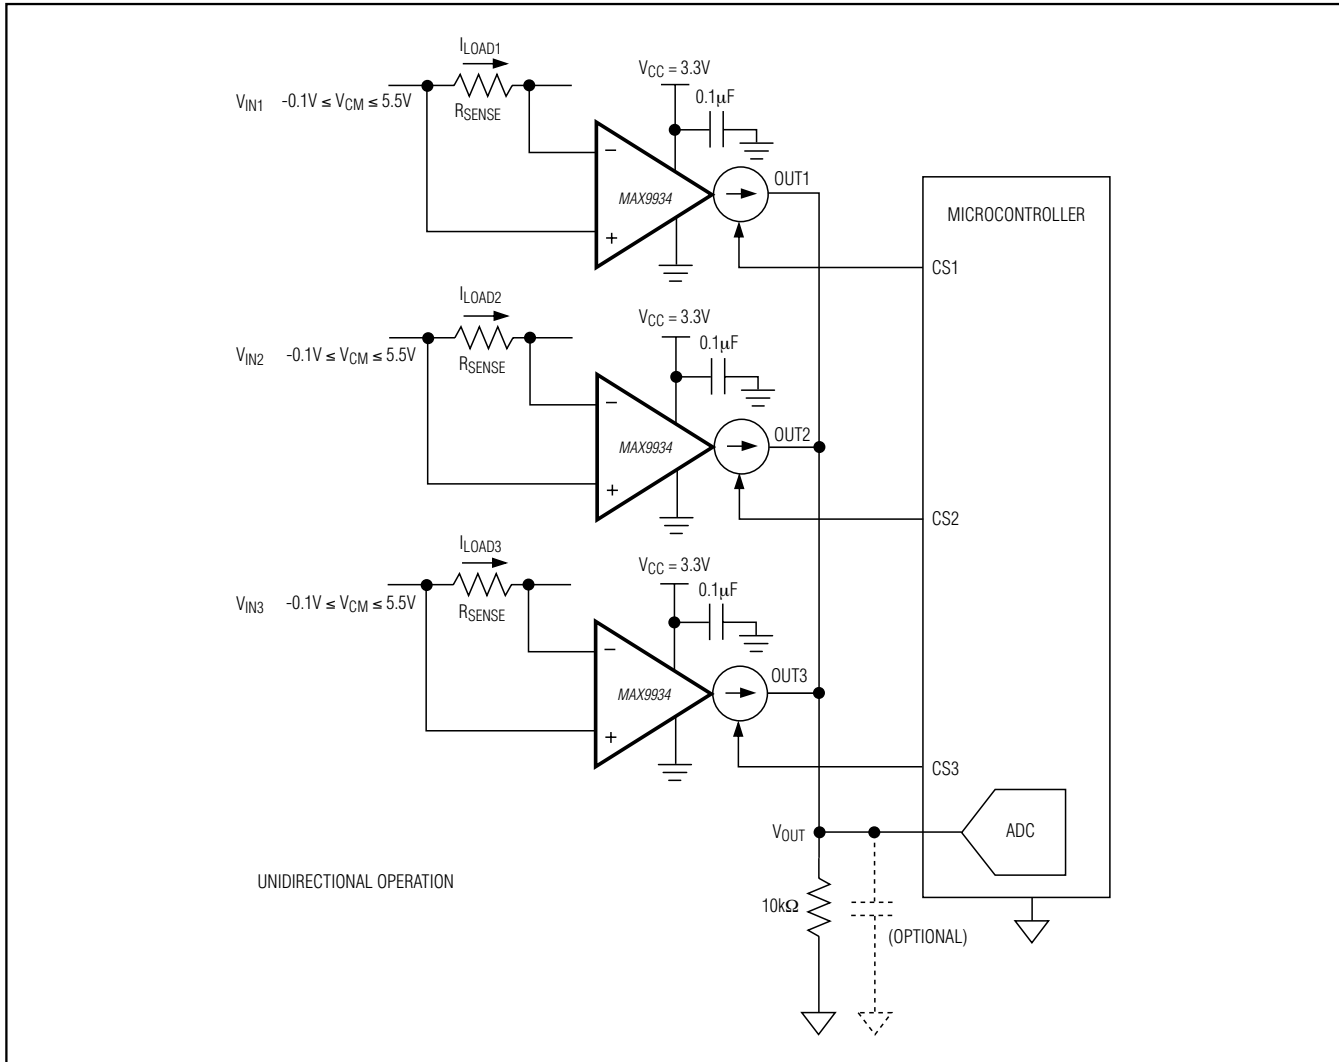 I_LOAD1
V_CC = 3.3V
0.1μF
V_IN1 -0.1V ≤ V_CM ≤ 5.5V
R_SENSE
−
MAX9934
+
OUT1
MICROCONTROLLER
CS1
I_LOAD2
V_CC = 3.3V
0.1μF
V_IN2 -0.1V ≤ V_CM ≤ 5.5V
R_SENSE
−
MAX9934
+
OUT2
CS2
I_LOAD3
V_CC = 3.3V
0.1μF
V_IN3 -0.1V ≤ V_CM ≤ 5.5V
R_SENSE
−
MAX9934
+
OUT3
CS3
V_OUT
ADC
UNIDIRECTIONAL OPERATION
10kΩ
(OPTIONAL)